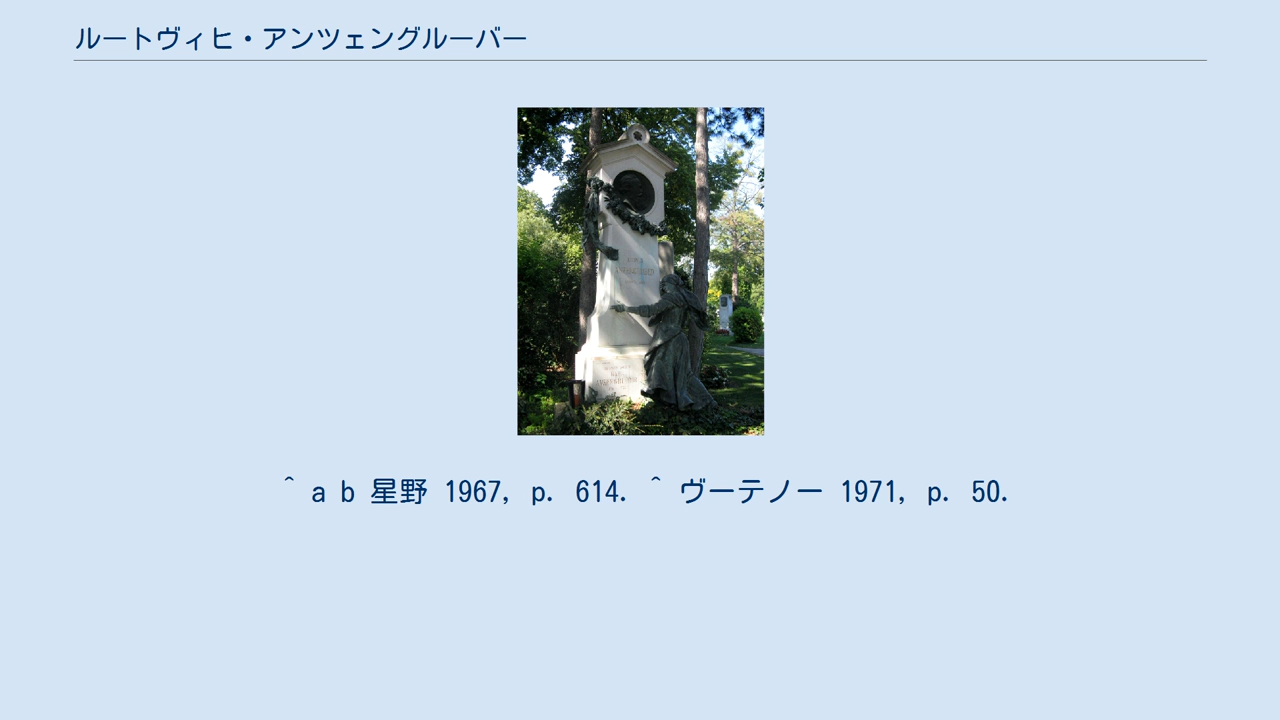 ルートヴィヒ・アンツェングルーバー
^ a b 星野 1967, p. 614. ^ ヴーテノー 1971, p. 50.